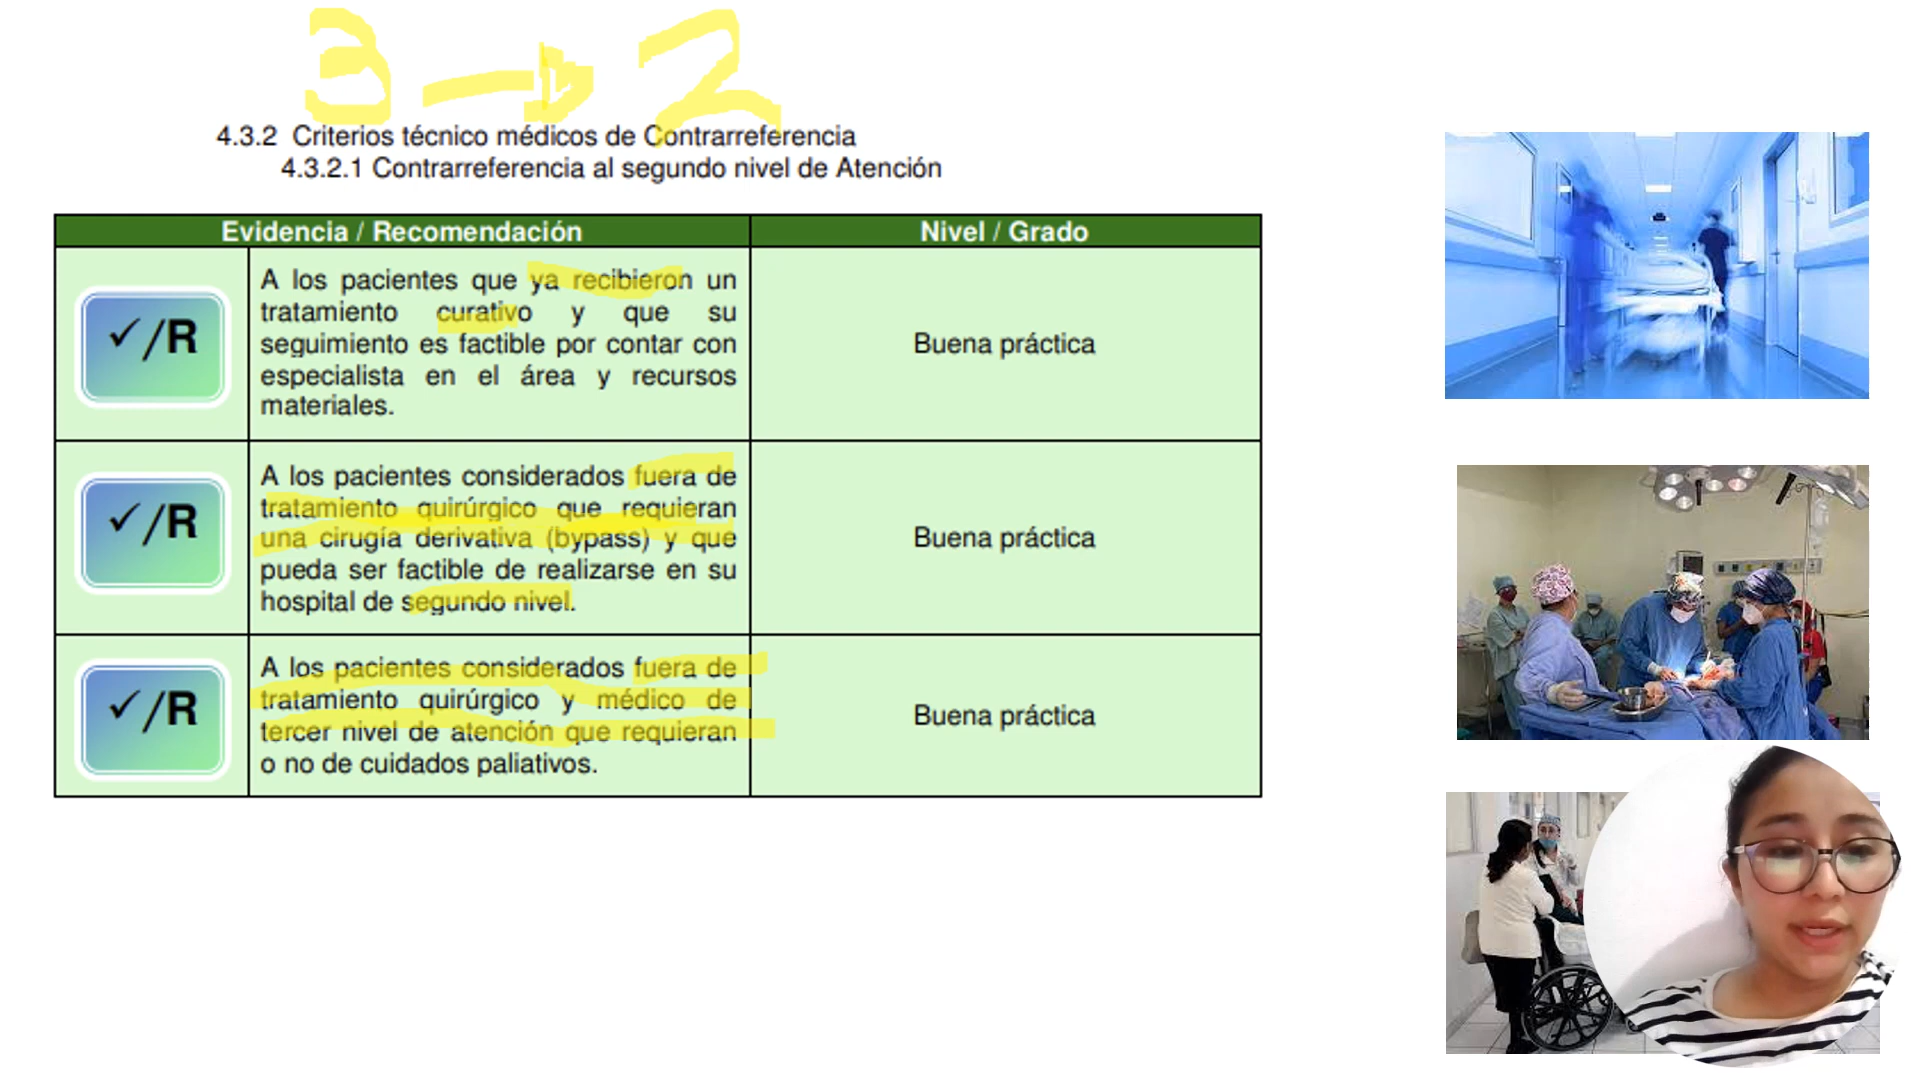 3 → 2
4.3.2 Criterios técnico médicos de Contrarreferencia
4.3.2.1 Contrarreferencia al segundo nivel de Atención
Evidencia / Recomendación
Nivel / Grado
✓/R
A los pacientes que ya recibieron un
tratamiento curativo y que su
seguimiento es factible por contar con
especialista en el área y recursos
materiales.
Buena práctica
✓/R
A los pacientes considerados fuera de
tratamiento quirúrgico que requieran
una cirugía derivativa (bypass) y que
pueda ser factible de realizarse en su
hospital de segundo nivel.
Buena práctica
✓/R
A los pacientes considerados fuera de
tratamiento quirúrgico y médico de
tercer nivel de atención que requieran
o no de cuidados paliativos.
Buena práctica